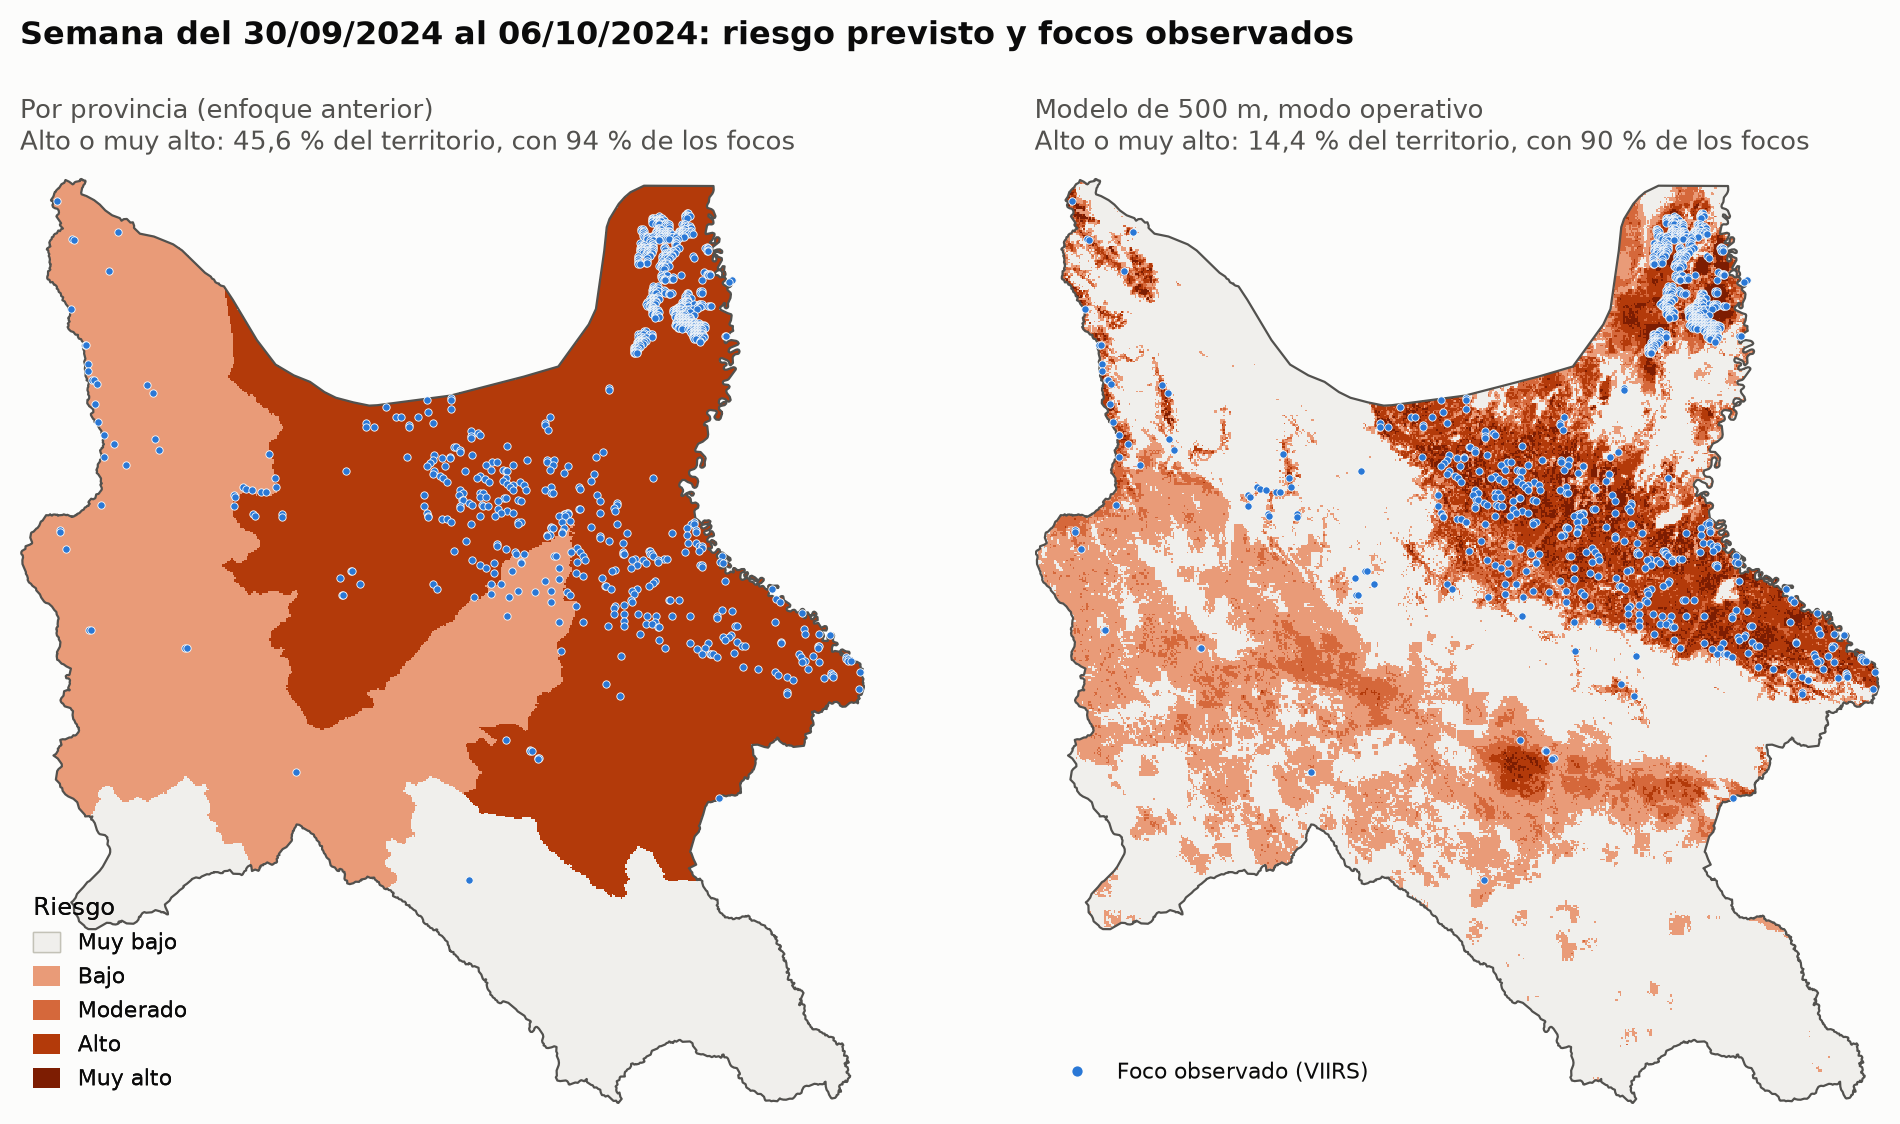 Semana del 30/09/2024 al 06/10/2024: riesgo previsto y focos observados
Por provincia (enfoque anterior)
Alto o muy alto: 45,6 % del territorio, con 94 % de los focos
Modelo de 500 m, modo operativo
Alto o muy alto: 14,4 % del territorio, con 90 % de los focos
Riesgo
Muy bajo
Bajo
Moderado
Alto
Muy alto
Foco observado (VIIRS)